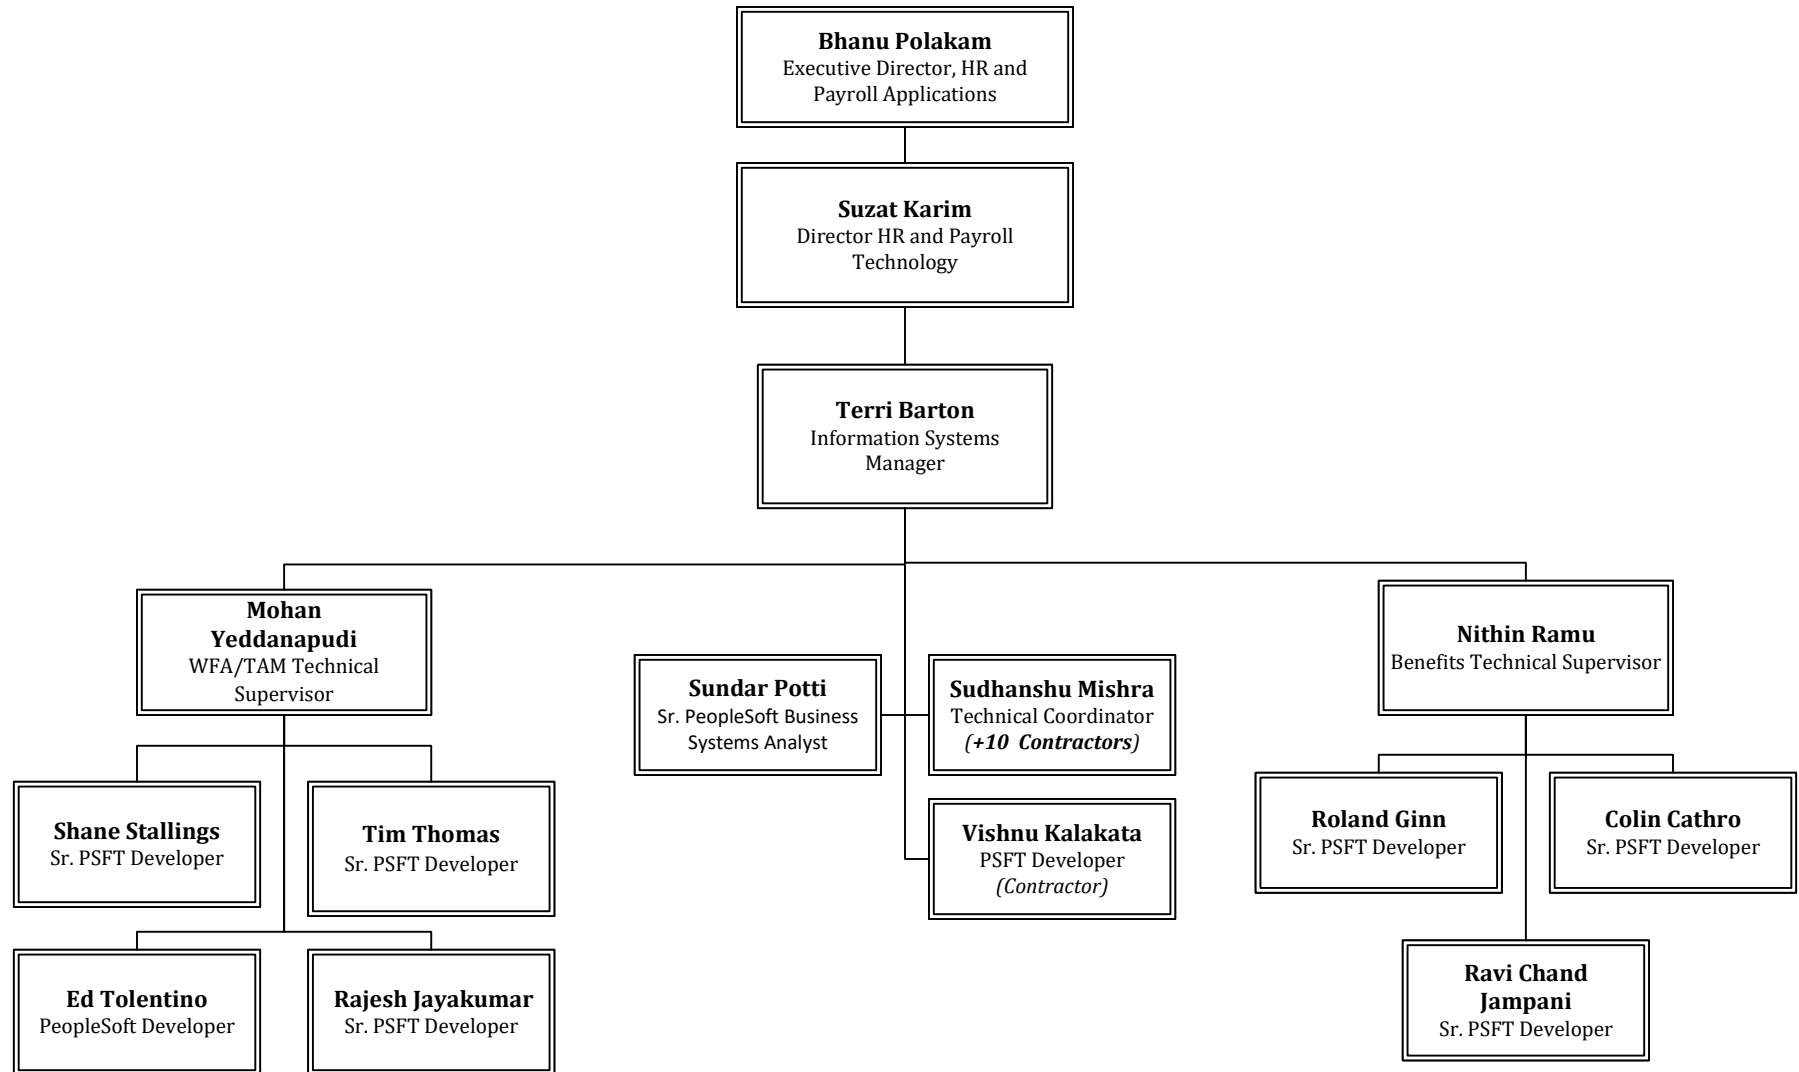 Bhanu Polakam
Executive Director, HR and
Payroll Applications
Suzat Karim
Director HR and Payroll
Technology
Terri Barton
Information Systems
Manager
Mohan
Yeddanapudi
WFA/TAM Technical
Supervisor
Shane Stallings
Sr. PSFT Developer
Tim Thomas
Sr. PSFT Developer
Ed Tolentino
PeopleSoft Developer
Rajesh Jayakumar
Sr. PSFT Developer
Sundar Potti
Sr. PeopleSoft Business
Systems Analyst
Sudhanshu Mishra
Technical Coordinator
(+10 Contractors)
Vishnu Kalakata
PSFT Developer
(Contractor)
Nithin Ramu
Benefits Technical Supervisor
Roland Ginn
Sr. PSFT Developer
Colin Cathro
Sr. PSFT Developer
Ravi Chand
Jampani
Sr. PSFT Developer